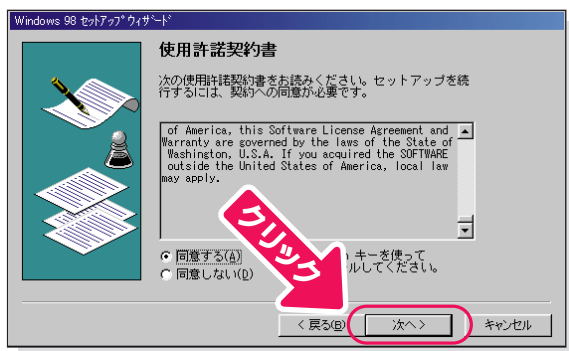 Windows 98 ｾｯﾄｱｯﾌﾟ ｳｨｻﾞｰﾄﾞ
使用許諾契約書
次の使用許諾契約書をお読みください。セットアップを続
行するには、契約への同意が必要です。
of America, this Software License Agreement and
Warranty are governed by the laws of the State of
Washington, U.S.A. If you acquired the SOFTWARE
outside the United States of America, local law
may apply.
クリック
同意する(A)
キーを使って
同意しない(D)
ルしてください。
< 戻る(B)
次へ >
キャンセル